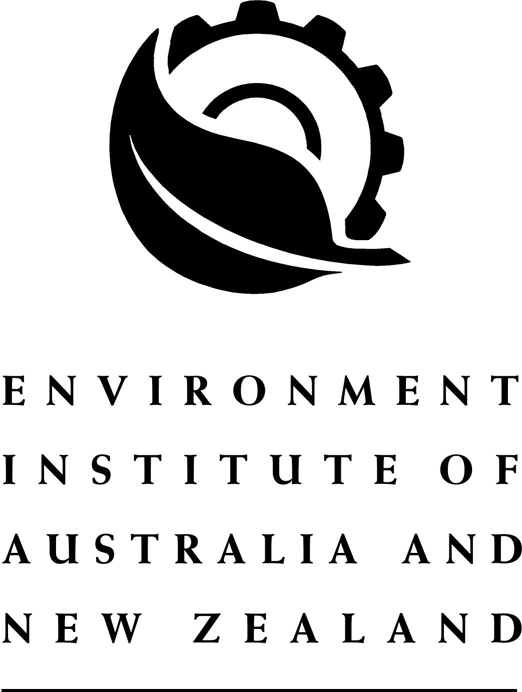 ENVIRONMENT
INSTITUTE OF
AUSTRALIA AND
NEW ZEALAND